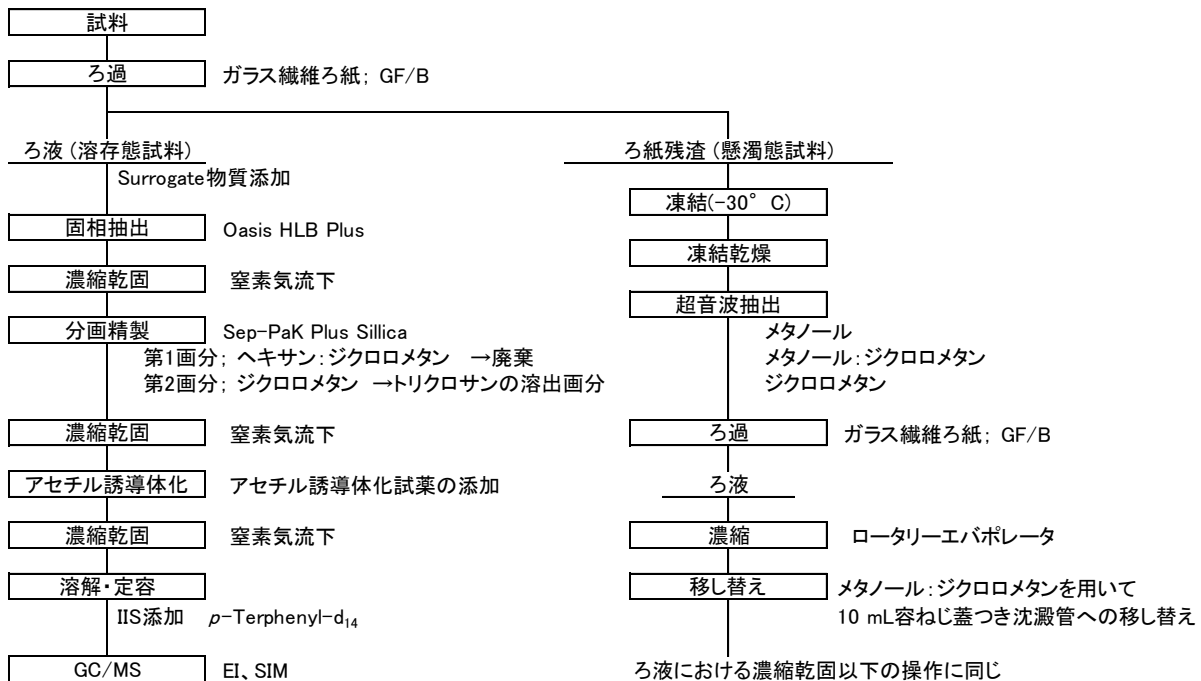 試料
ろ過 ガラス繊維ろ紙; GF/B
ろ液 (溶存態試料)
Surrogate物質添加
固相抽出 Oasis HLB Plus
濃縮乾固 窒素気流下
分画精製 Sep-PaK Plus Sillica
第1画分; ヘキサン:ジクロロメタン →廃棄
第2画分; ジクロロメタン →トリクロサンの溶出画分
濃縮乾固 窒素気流下
アセチル誘導体化 アセチル誘導体化試薬の添加
濃縮乾固 窒素気流下
溶解・定容
IIS添加 p-Terphenyl-d14
GC/MS EI、SIM
ろ紙残渣 (懸濁態試料)
凍結(-30°C)
凍結乾燥
超音波抽出
メタノール
メタノール:ジクロロメタン
ジクロロメタン
ろ過 ガラス繊維ろ紙; GF/B
ろ液
濃縮 ロータリーエバポレータ
移し替え メタノール:ジクロロメタンを用いて
10 mL容ねじ蓋つき沈澱管への移し替え
ろ液における濃縮乾固以下の操作に同じ